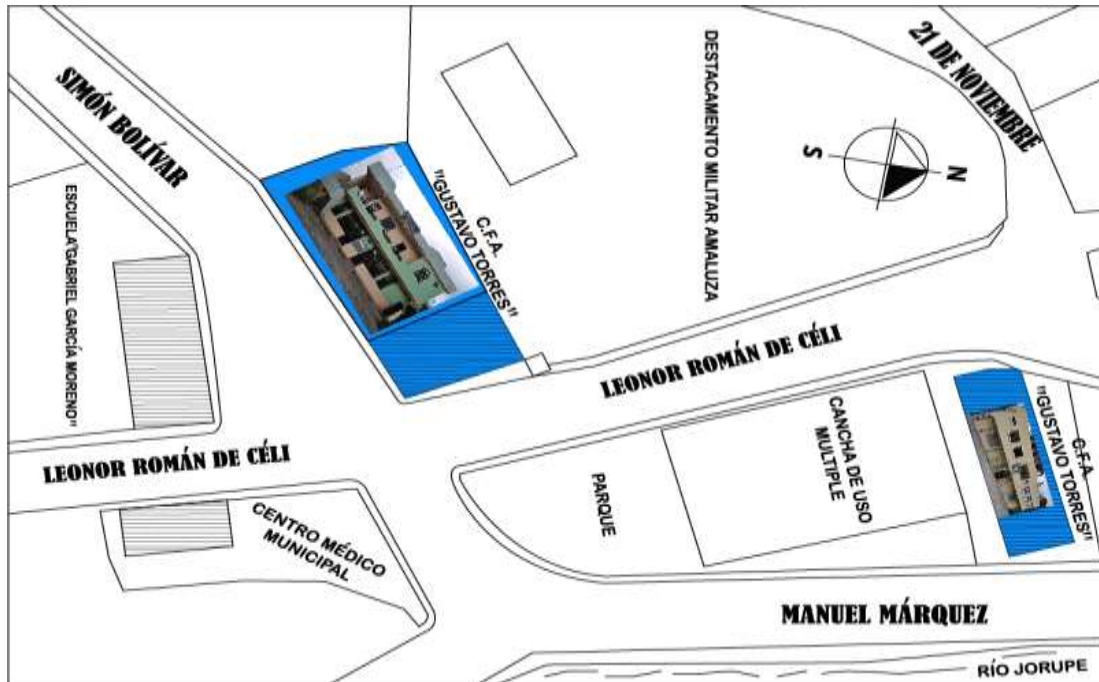 SIMÓN BOLÍVAR
ESCUELA"GABRIEL GARCÍA MORENO"
C.F.A.
"GUSTAVO TORRES"
DESTACAMENTO MILITAR AMALUZA
21 DE NOVIEMBRE
S
N
LEONOR ROMÁN DE CÉLI
LEONOR ROMÁN DE CÉLI
CENTRO MÉDICO
MUNICIPAL
PARQUE
CANCHA DE USO
MULTIPLE
C.F.A.
"GUSTAVO TORRES"
MANUEL MÁRQUEZ
RÍO JORUPE